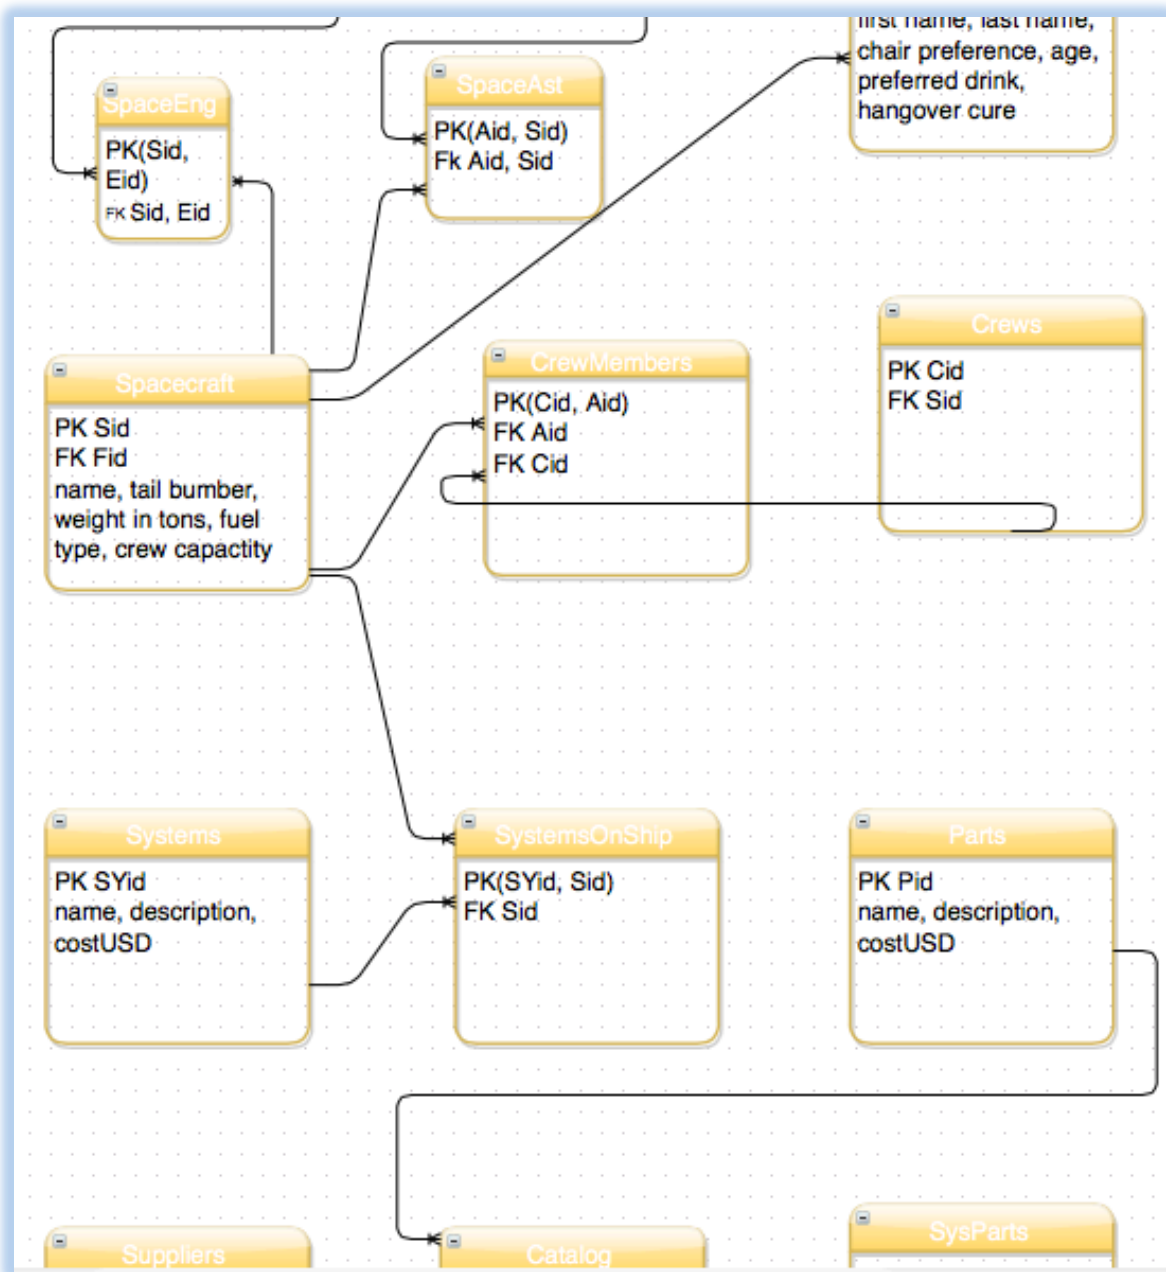 first name, last name,
chair preference, age,
preferred drink,
hangover cure
SpaceEng
PK(Sid,
Eid)
FK Sid, Eid
SpaceAst
PK(Aid, Sid)
Fk Aid, Sid
Spacecraft
PK Sid
FK Fid
name, tail bumber,
weight in tons, fuel
type, crew capactity
CrewMembers
PK(Cid, Aid)
FK Aid
FK Cid
Crews
PK Cid
FK Sid
Systems
PK SYid
name, description,
costUSD
SystemsOnShip
PK(SYid, Sid)
FK Sid
Parts
PK Pid
name, description,
costUSD
Suppliers
Catalog
SysParts